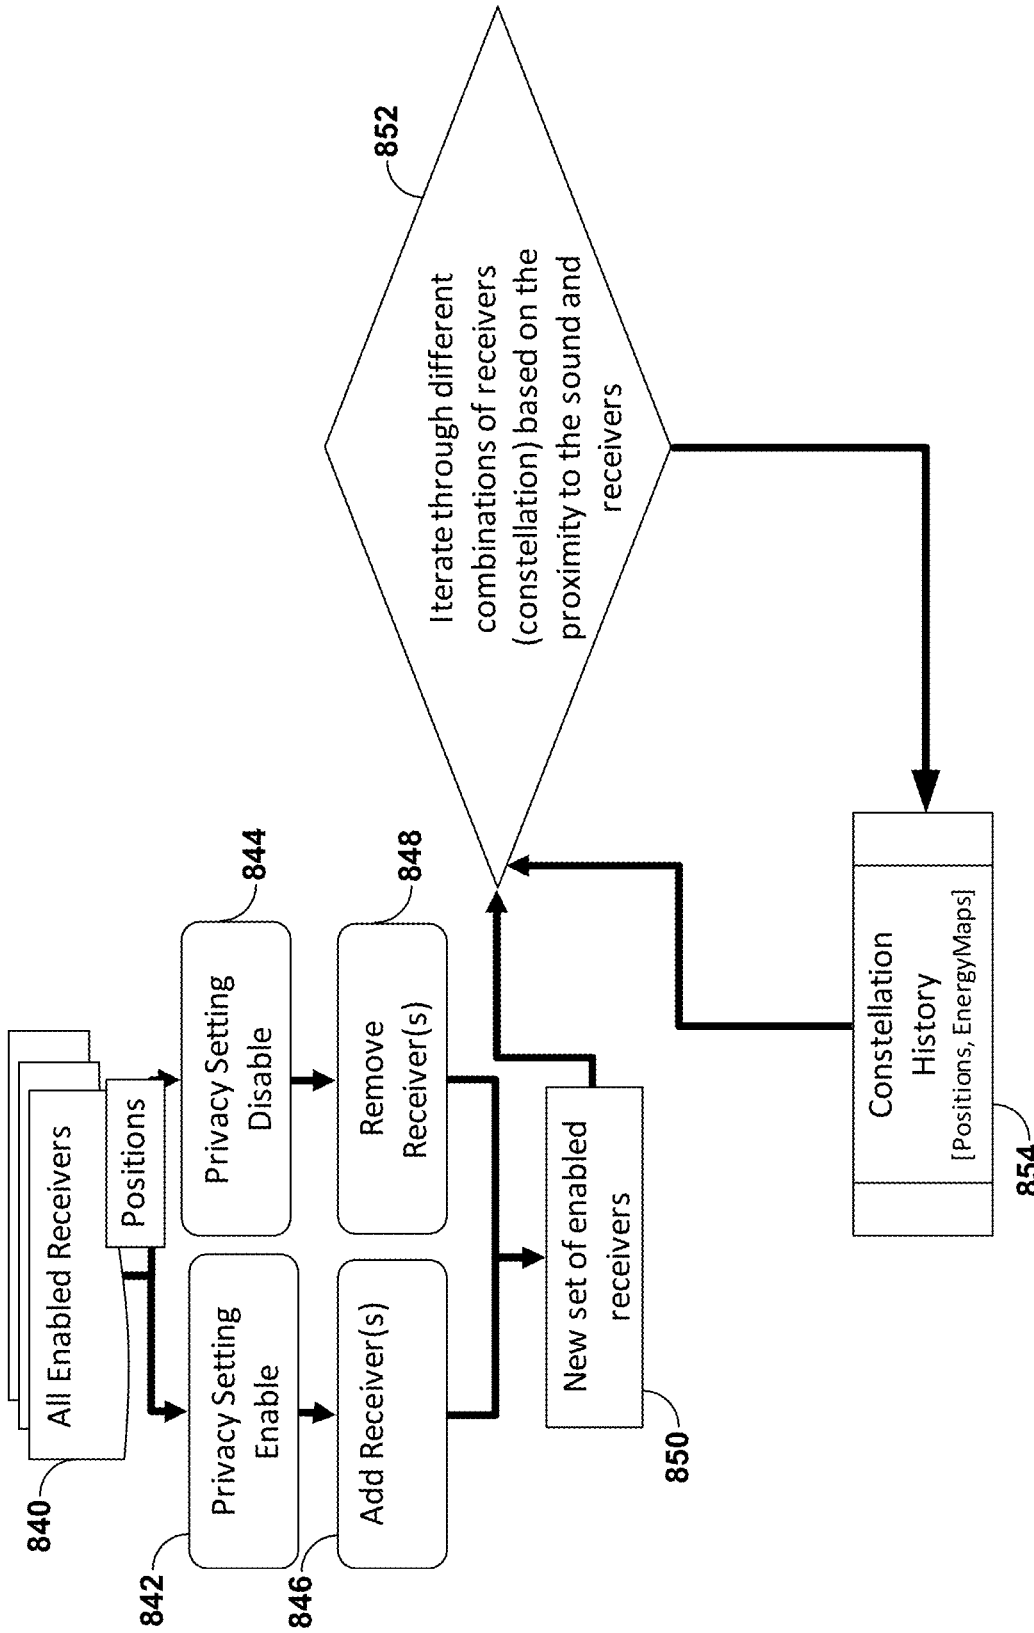 840
All Enabled Receivers
Positions
842
Privacy Setting
Enable
844
Privacy Setting
Disable
846
Add Receiver(s)
848
Remove
Receiver(s)
850
New set of enabled
receivers
852
Iterate through different
combinations of receivers
(constellation) based on the
proximity to the sound and
receivers
854
Constellation
History
[Positions, EnergyMaps]